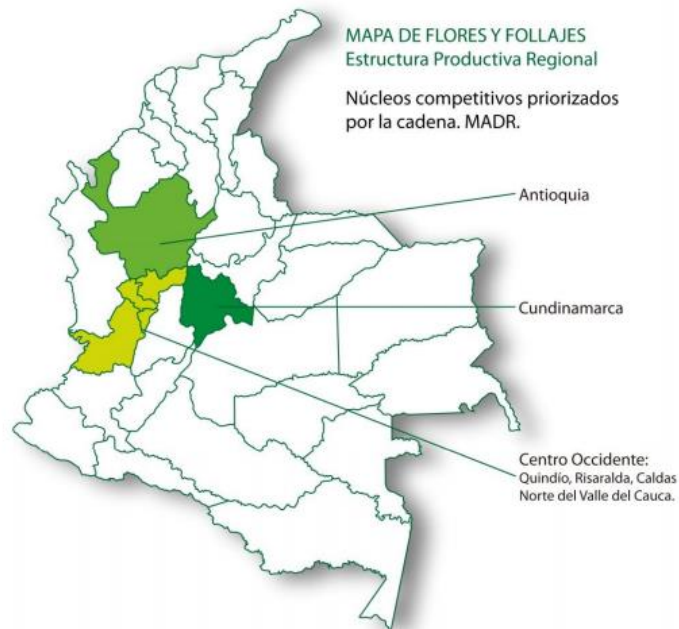 MAPA DE FLORES Y FOLLAJES
Estructura Productiva Regional
Núcleos competitivos priorizados
por la cadena. MADR.
Antioquia
Cundinamarca
Centro Occidente:
Quindío, Risaralda, Caldas
Norte del Valle del Cauca.